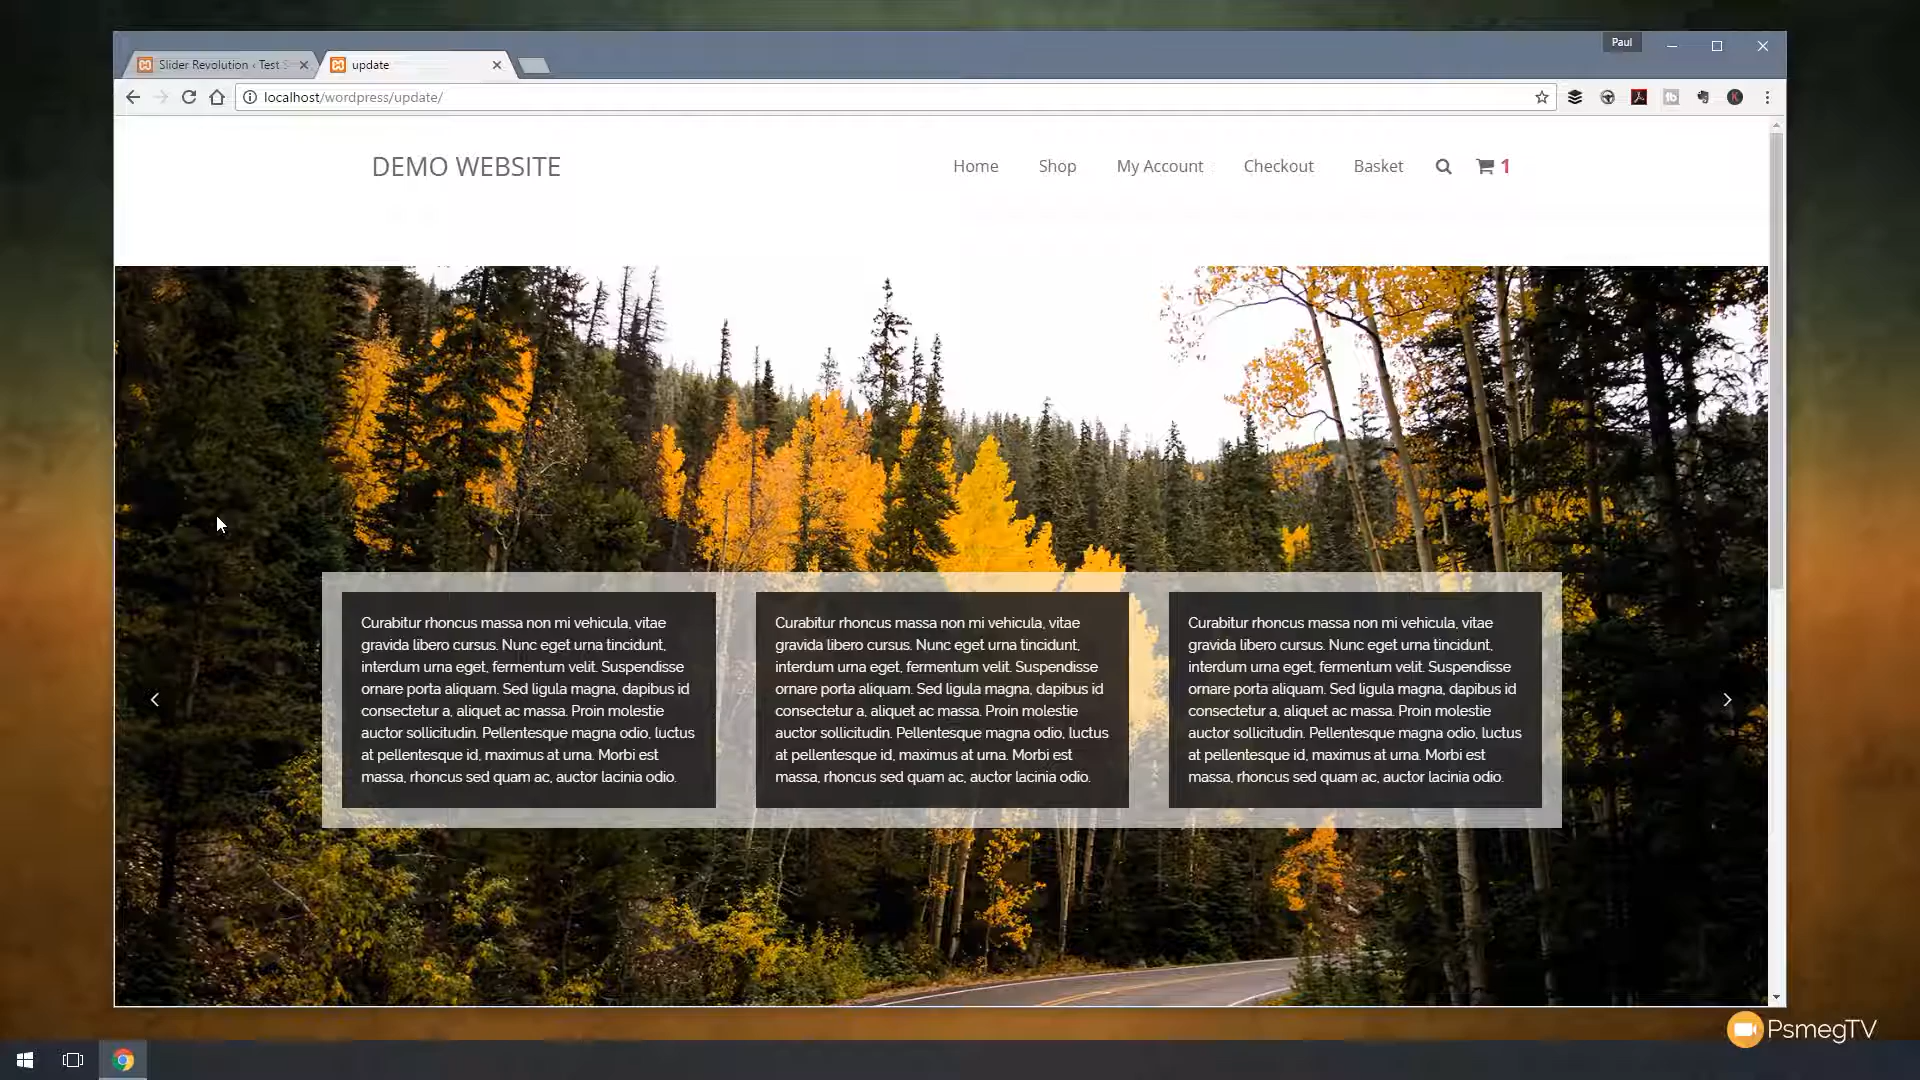 Paul
Slider Revolution ‹ Test S
update
localhost/wordpress/update/
DEMO WEBSITE
Home
Shop
My Account
Checkout
Basket
1
Curabitur rhoncus massa non mi vehicula, vitae
gravida libero cursus. Nunc eget urna tincidunt,
interdum urna eget, fermentum velit. Suspendisse
ornare porta aliquam. Sed ligula magna, dapibus id
consectetur a, aliquet ac massa. Proin molestie
auctor sollicitudin. Pellentesque magna odio, luctus
at pellentesque id, maximus at urna. Morbi est
massa, rhoncus sed quam ac, auctor lacinia odio.
Curabitur rhoncus massa non mi vehicula, vitae
gravida libero cursus. Nunc eget urna tincidunt,
interdum urna eget, fermentum velit. Suspendisse
ornare porta aliquam. Sed ligula magna, dapibus id
consectetur a, aliquet ac massa. Proin molestie
auctor sollicitudin. Pellentesque magna odio, luctus
at pellentesque id, maximus at urna. Morbi est
massa, rhoncus sed quam ac, auctor lacinia odio.
Curabitur rhoncus massa non mi vehicula, vitae
gravida libero cursus. Nunc eget urna tincidunt,
interdum urna eget, fermentum velit. Suspendisse
ornare porta aliquam. Sed ligula magna, dapibus id
consectetur a, aliquet ac massa. Proin molestie
auctor sollicitudin. Pellentesque magna odio, luctus
at pellentesque id, maximus at urna. Morbi est
massa, rhoncus sed quam ac, auctor lacinia odio.
PsmegTV